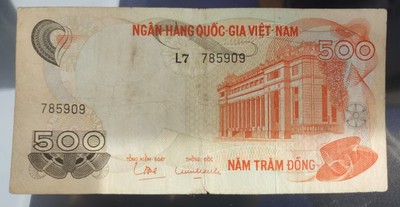 NGÂN-HÀNG QUỐC-GIA VIỆT-NAM
500
L7 785909
785909
500
TỔNG KIỂM-SOÁT THỐNG-ĐỐC
NĂM TRĂM ĐỒNG